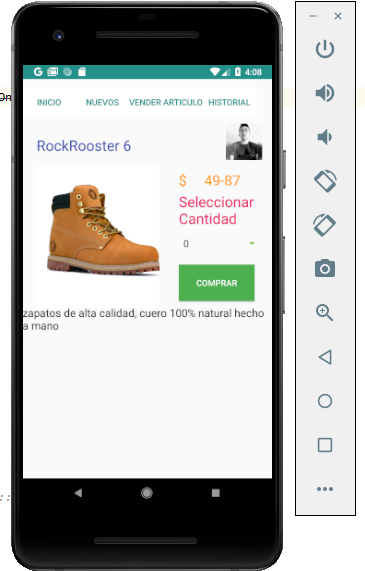 G 4:08
INICIO NUEVOS VENDER ARTICULO HISTORIAL
RockRooster 6
$ 49-87
Seleccionar
Cantidad
0
COMPRAR
zapatos de alta calidad, cuero 100% natural hecho
a mano